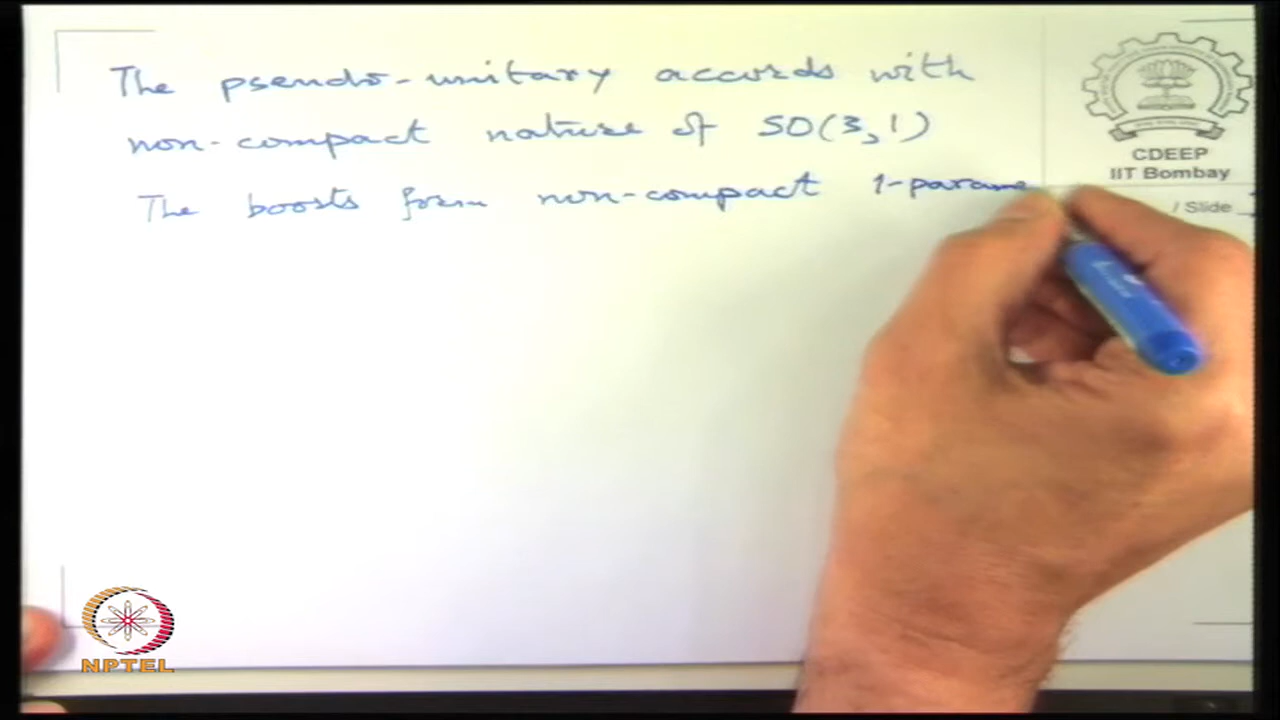 The pseudo-unitary accords with
non-compact nature of SO(3,1)
The boosts form non-compact 1-parame
CDEEP
IIT Bombay
/ Slide
NPTEL